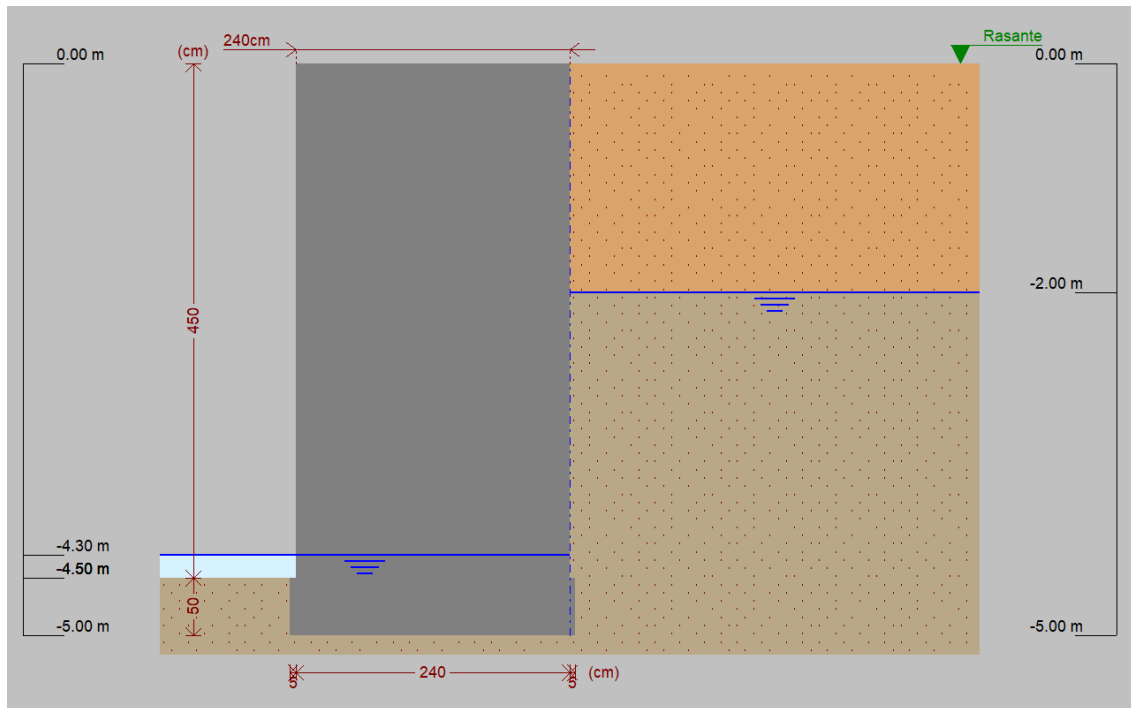 Rasante
240cm
0.00 m
(cm)
0.00 m
-2.00 m
450
-4.30 m
-4.50 m
50
-5.00 m
-5.00 m
5
240
5
(cm)